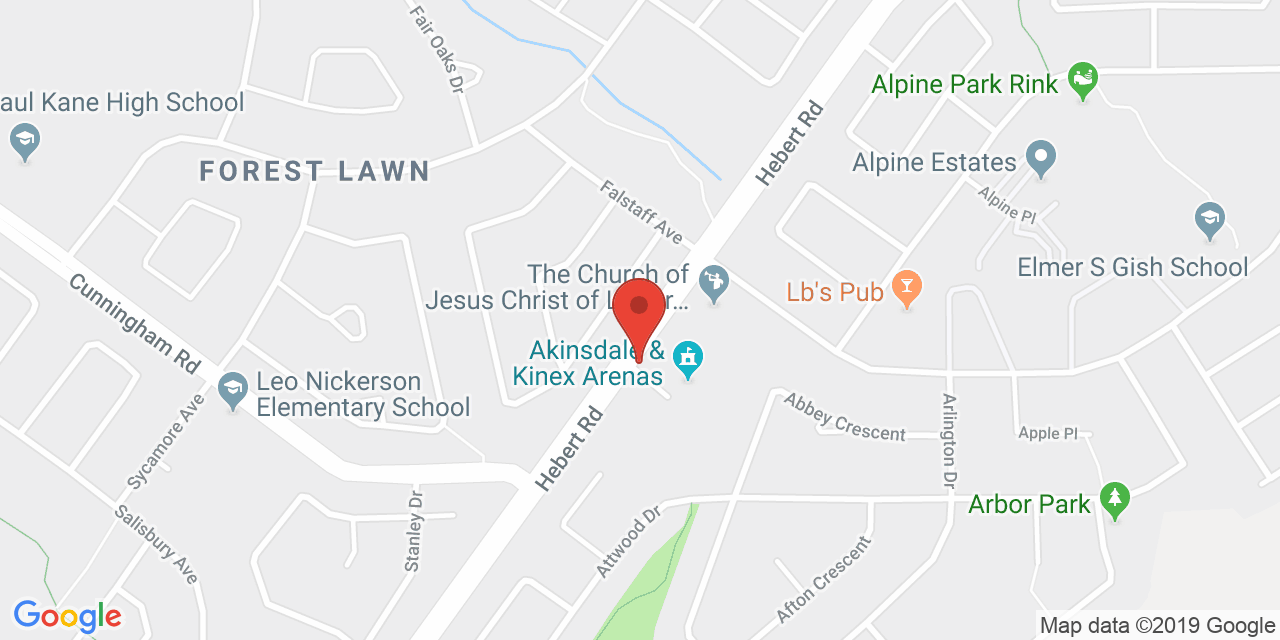 Fair Oaks Dr
Alpine Park Rink
aul Kane High School
Hebert Rd
FOREST LAWN
Alpine Estates
Falstaff Ave
Alpine Pl
Elmer S Gish School
The Church of
Jesus Christ of L
r...
Lb's Pub
Cunningham Rd
Akinsdale &
Kinex Arenas
Leo Nickerson
Elementary School
Sycamore Ave
Hebert Rd
Abbey Crescent
Arlington Dr
Apple Pl
Stanley Dr
Salisbury Ave
Attwood Dr
Arbor Park
Afton Crescent
Google
Map data ©2019 Google